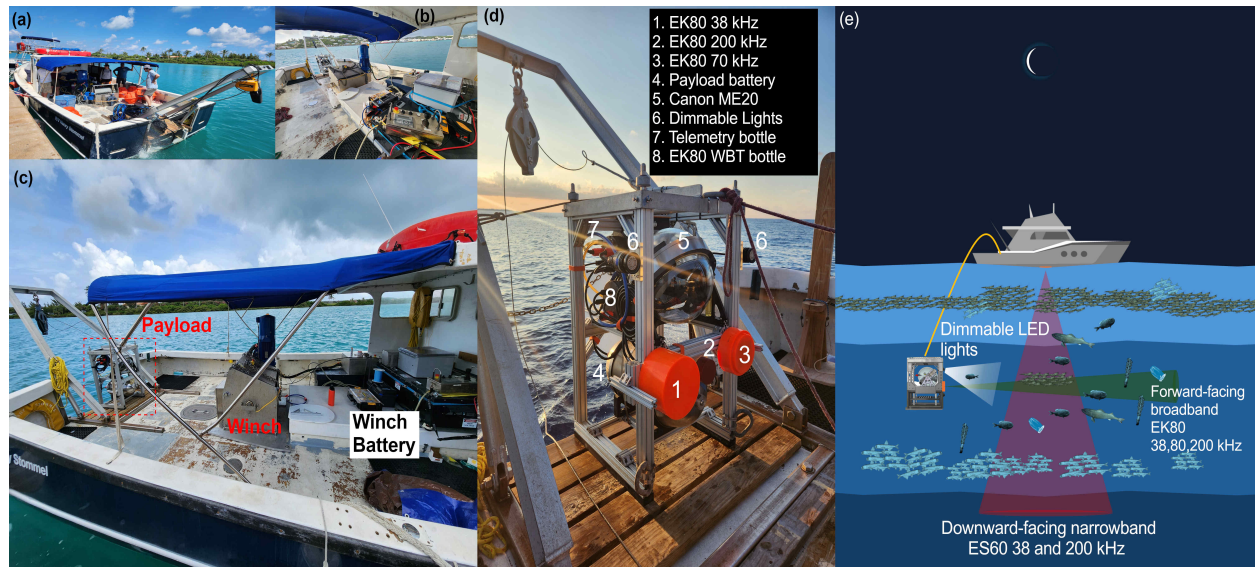 (a)
(b)
(c)
Payload
Winch
Winch
Battery
y Stommel
(d)
1. EK80 38 kHz
2. EK80 200 kHz
3. EK80 70 kHz
4. Payload battery
5. Canon ME20
6. Dimmable Lights
7. Telemetry bottle
8. EK80 WBT bottle
7
6
5
6
8
4
2
3
1
(e)
Dimmable LED
lights
Forward-facing
broadband
EK80
38,80,200 kHz
Downward-facing narrowband
ES60 38 and 200 kHz